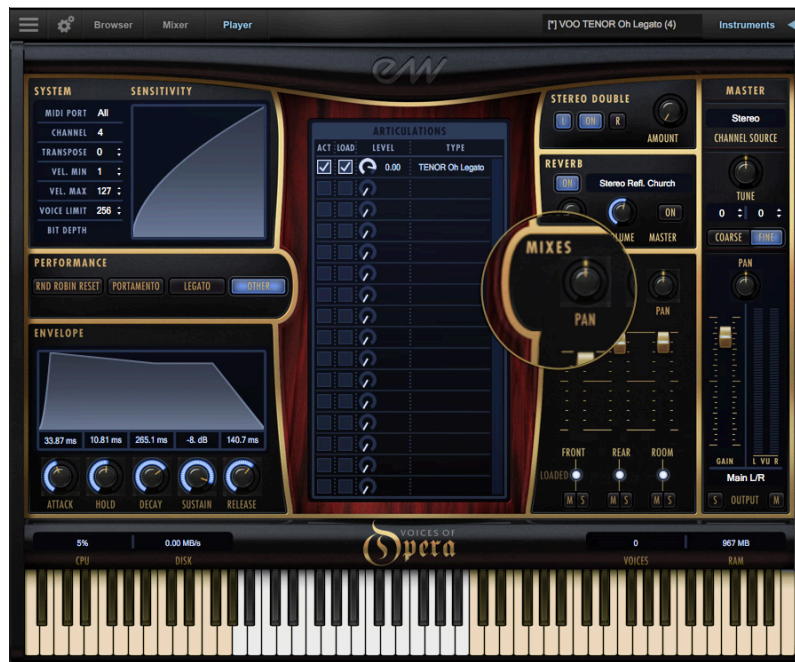 Browser Mixer Player [*] VOO TENOR Oh Legato (4) Instruments
EW
SYSTEM SENSITIVITY
MIDI PORT All
CHANNEL 4
TRANSPOSE 0
VEL. MIN 1
VEL. MAX 127
VOICE LIMIT 256
BIT DEPTH
PERFORMANCE
RND ROBIN RESET PORTAMENTO LEGATO OTHER
ENVELOPE
33.87 ms 10.81 ms 265.1 ms -8. dB 140.7 ms
ATTACK HOLD DECAY SUSTAIN RELEASE
ARTICULATIONS
ACT LOAD LEVEL TYPE
0.00 TENOR Oh Legato
STEREO DOUBLE
L ON R
AMOUNT
REVERB
ON Stereo Refl. Church
ON
MASTER
MIXES
PAN
PAN
FRONT REAR ROOM
LOADED
M S M S M S
MASTER
Stereo
CHANNEL SOURCE
TUNE
0 0
COARSE FINE
PAN
GAIN L VU R
Main L/R
S OUTPUT M
5% 0.00 MB/s
CPU DISK
VOICES OF
Opera
0 967 MB
VOICES RAM